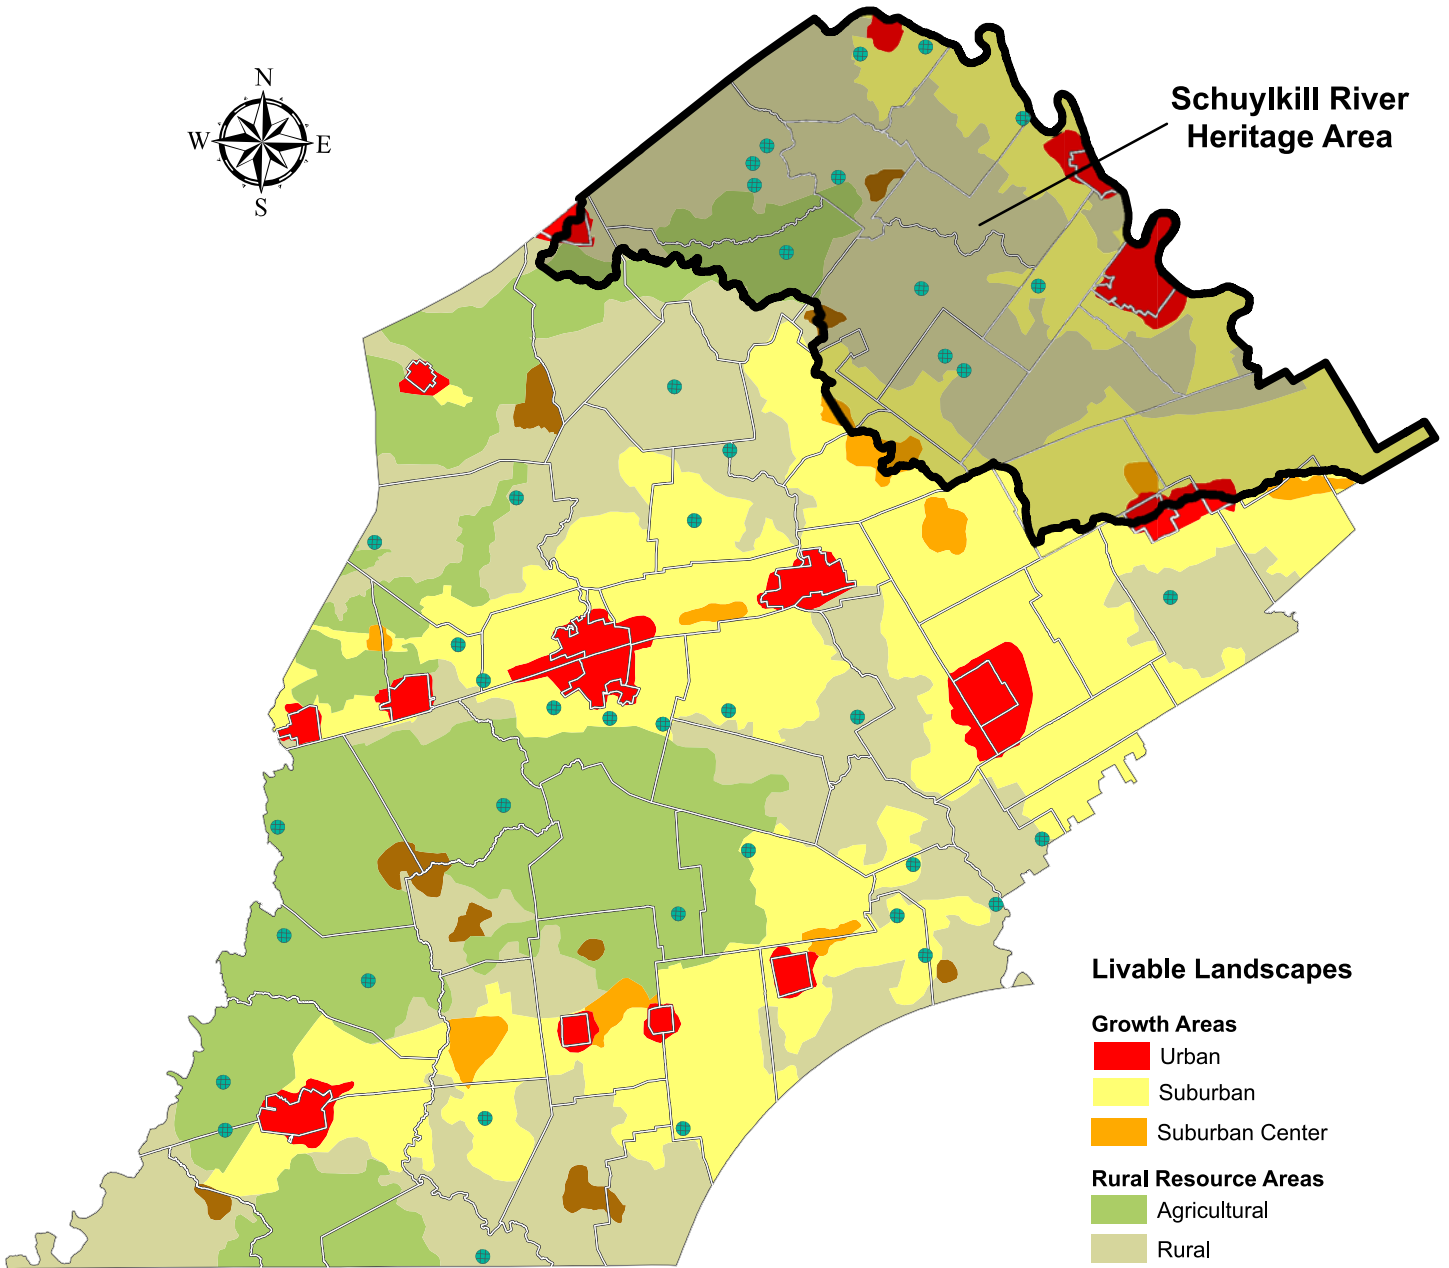 N
W
E
S
Schuylkill River
Heritage Area
Livable Landscapes
Growth Areas
Urban
Suburban
Suburban Center
Rural Resource Areas
Agricultural
Rural